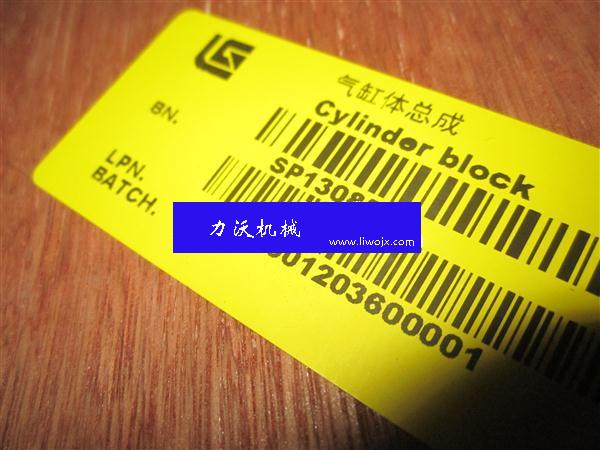 气缸体总成
Cylinder block
BN.
SP1308
LPN.
BATCH.
001203600001
力沃机械
www.liwojx.com